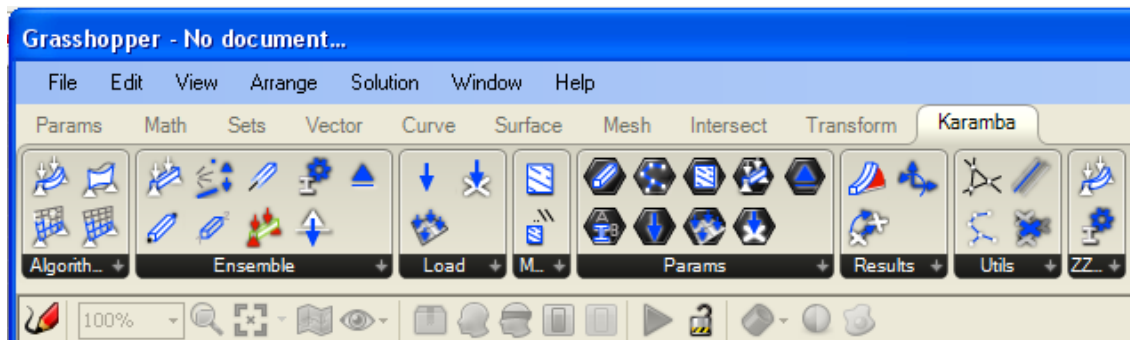 Grasshopper - No document...
File Edit View Arrange Solution Window Help
Params Math Sets Vector Curve Surface Mesh Intersect Transform Karamba
Algorith... Ensemble Load M... Params Results Utils ZZ...
100%